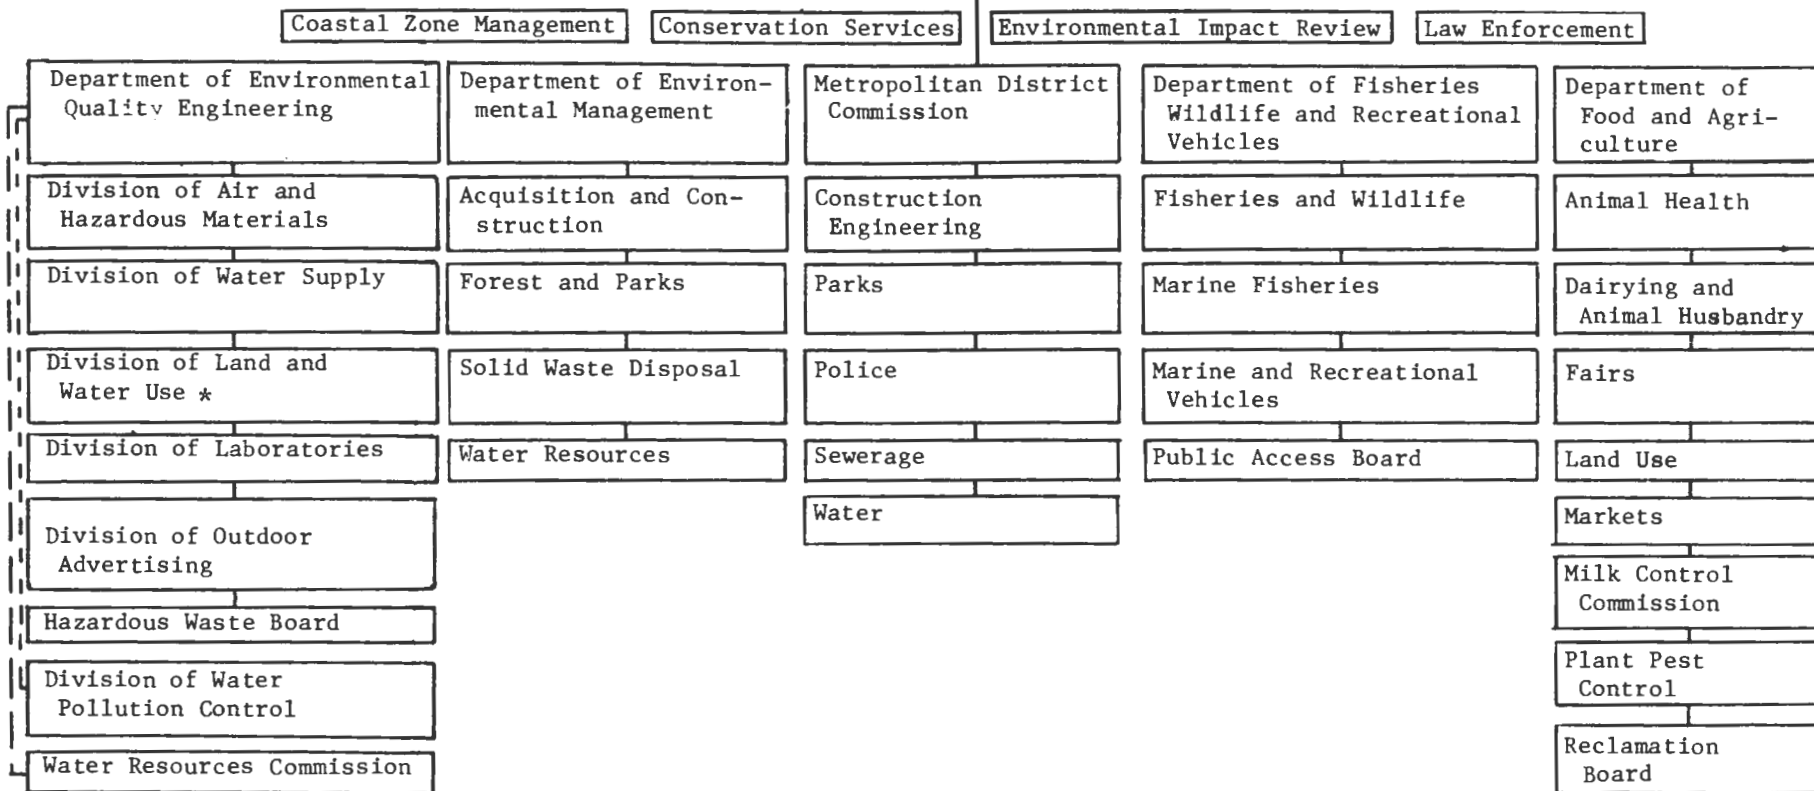 Coastal Zone Management
Conservation Services
Environmental Impact Review
Law Enforcement
Department of Environmental
Quality Engineering
Division of Air and
Hazardous Materials
Division of Water Supply
Division of Land and
Water Use *
Division of Laboratories
Division of Outdoor
Advertising
Hazardous Waste Board
Division of Water
Pollution Control
Water Resources Commission
Department of Environ-
mental Management
Acquisition and Con-
struction
Forest and Parks
Solid Waste Disposal
Water Resources
Metropolitan District
Commission
Construction
Engineering
Parks
Police
Sewerage
Water
Department of Fisheries
Wildlife and Recreational
Vehicles
Fisheries and Wildlife
Marine Fisheries
Marine and Recreational
Vehicles
Public Access Board
Department of
Food and Agri-
culture
Animal Health
Dairying and
Animal Husbandry
Fairs
Land Use
Markets
Milk Control
Commission
Plant Pest
Control
Reclamation
Board